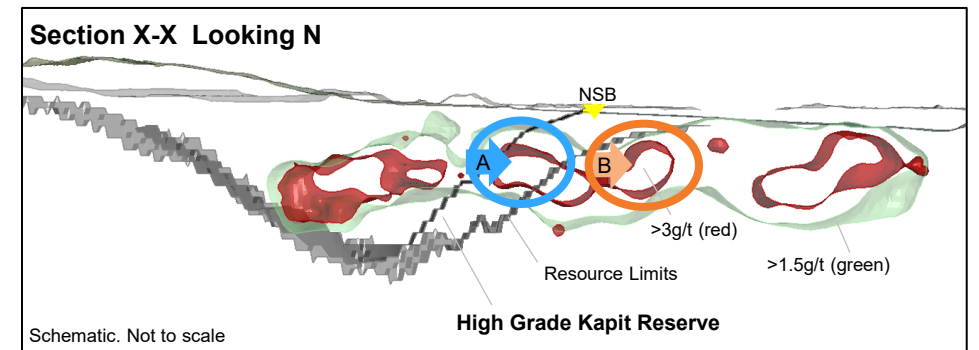 Section X-X  Looking N
NSB
A
B
>3g/t (red)
>1.5g/t (green)
Resource Limits
High Grade Kapit Reserve
Schematic. Not to scale